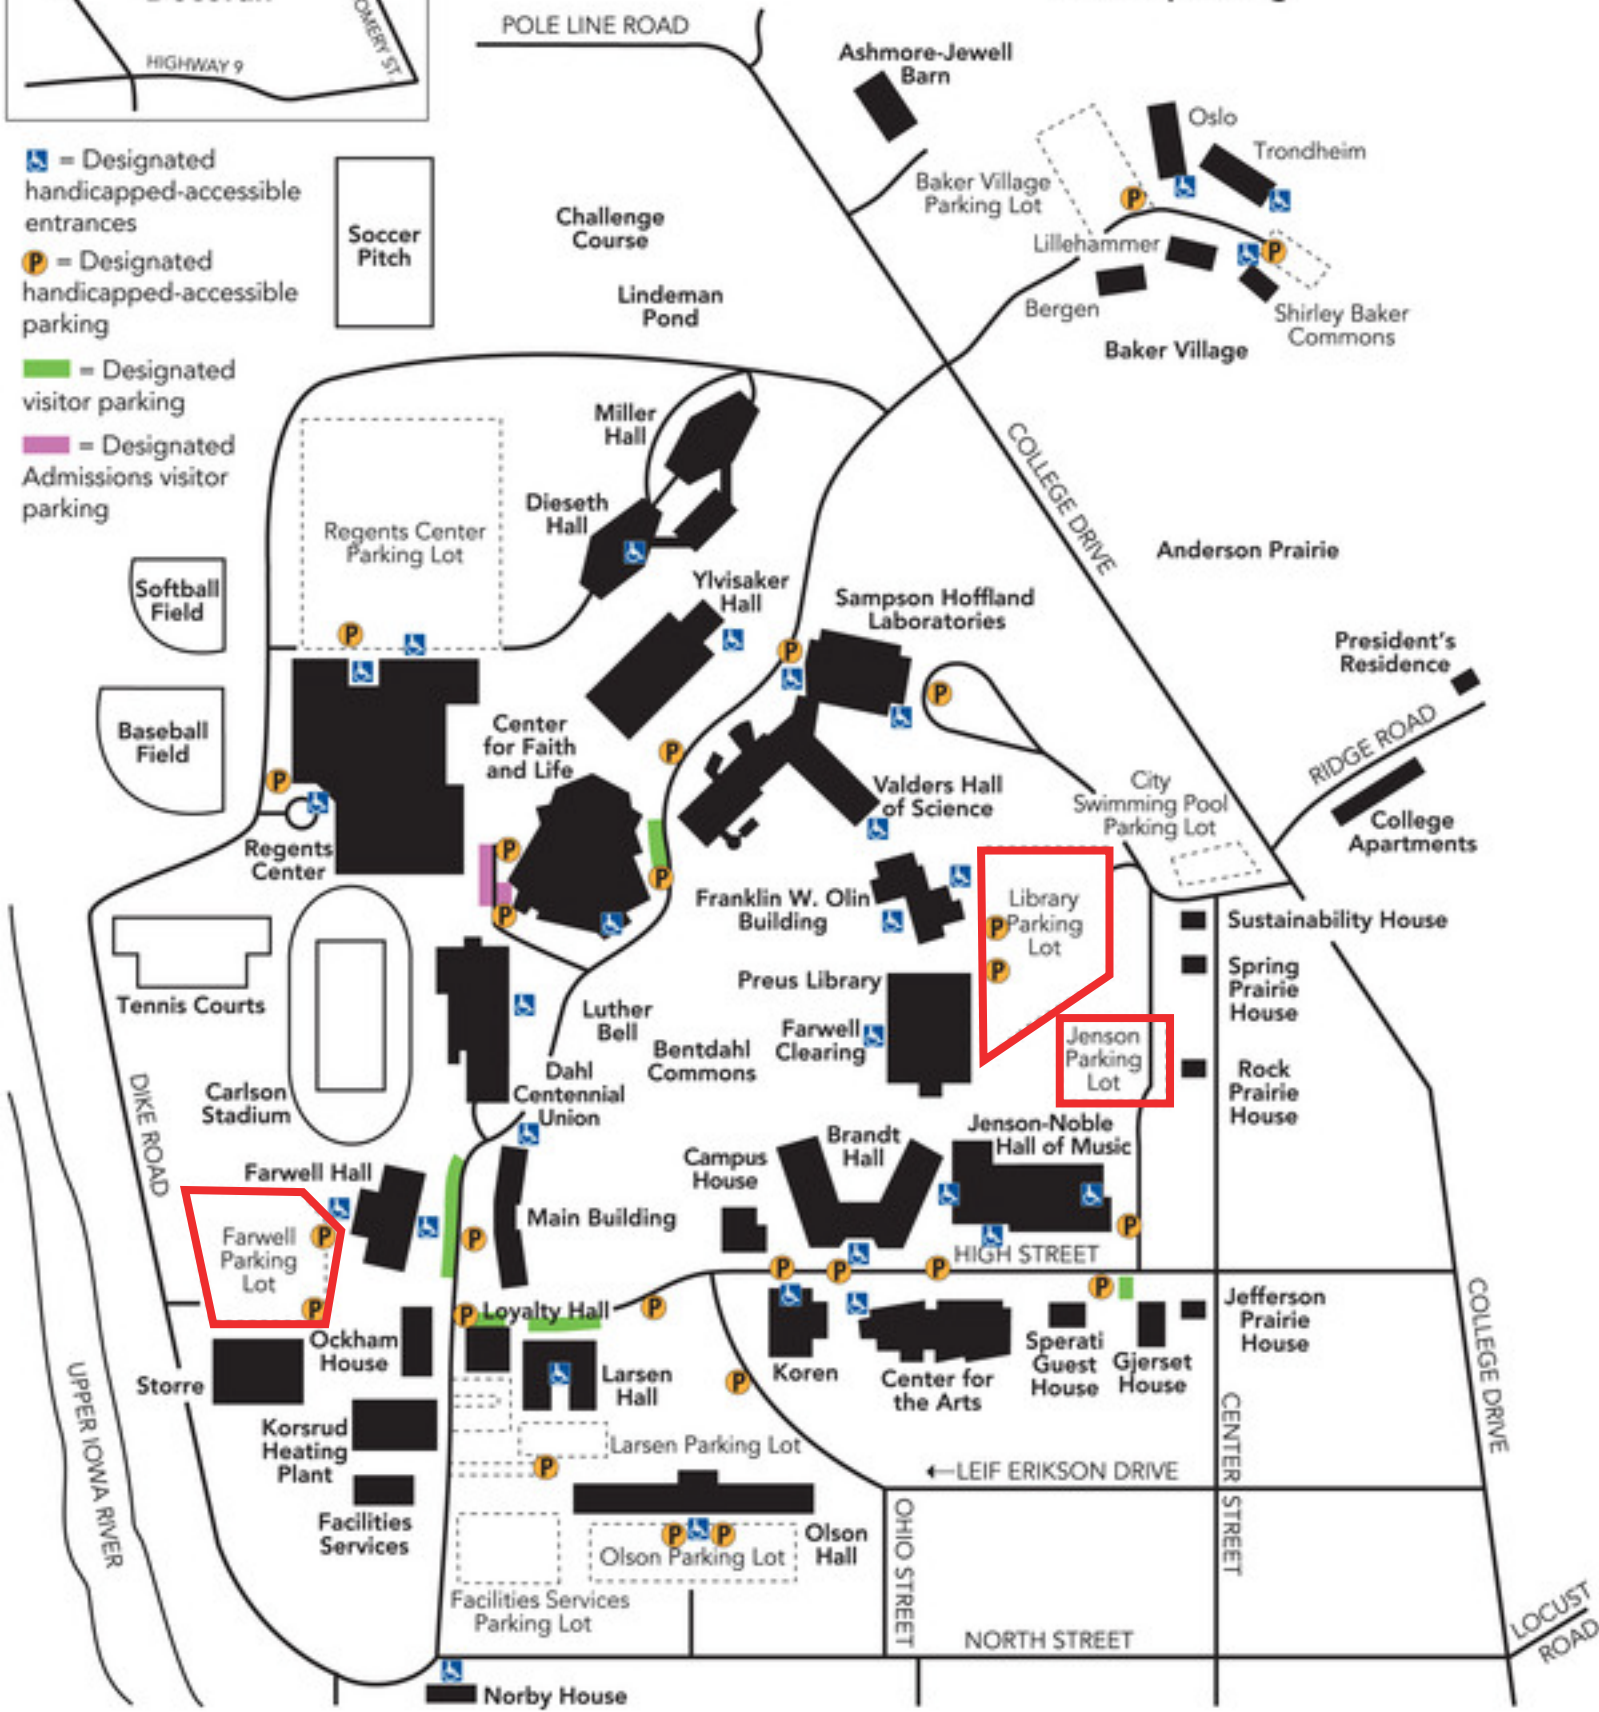 POLE LINE ROAD
HIGHWAY 9
OMERY ST.
= Designated
handicapped-accessible
entrances
P = Designated
handicapped-accessible
parking
= Designated
visitor parking
= Designated
Admissions visitor
parking
Soccer
Pitch
Challenge
Course
Lindeman
Pond
Ashmore-Jewell
Barn
Oslo
Trondheim
Baker Village
Parking Lot
P
Lillehammer
P
Bergen
Shirley Baker
Commons
Baker Village
Miller
Hall
Dieseth
Hall
Regents Center
Parking Lot
P
COLLEGE DRIVE
Anderson Prairie
Softball
Field
Ylvisaker
Hall
Sampson Hoffland
Laboratories
P
P
President's
Residence
RIDGE ROAD
Baseball
Field
P
Center
for Faith
and Life
P
Valders Hall
of Science
City
Swimming Pool
Parking Lot
College
Apartments
Regents
Center
P
P
P
Franklin W. Olin
Building
Library
Parking
Lot
P
P
Sustainability House
Spring
Prairie
House
Tennis Courts
Preus Library
Luther
Bell
Farwell
Clearing
Bentdahl
Commons
Jenson
Parking
Lot
Rock
Prairie
House
DIKE ROAD
Carlson
Stadium
Dahl
Centennial
Union
Jenson-Noble
Hall of Music
Brandt
Hall
Campus
House
Farwell Hall
Farwell
Parking
Lot
P
P
P
Main Building
P
HIGH STREET
P
P
P
P
Loyalty Hall
P
P
Jefferson
Prairie
House
Ockham
House
Storre
Larsen
Hall
P
Koren
Center for
the Arts
Sperati
Guest
House
Gjerset
House
COLLEGE DRIVE
UPPER IOWA RIVER
Korsrud
Heating
Plant
Larsen Parking Lot
P
LEIF ERIKSON DRIVE
CENTER STREET
Facilities
Services
P
P
Olson Parking Lot
Olson
Hall
OHIO STREET
Facilities Services
Parking Lot
NORTH STREET
LOCUST
ROAD
Norby House